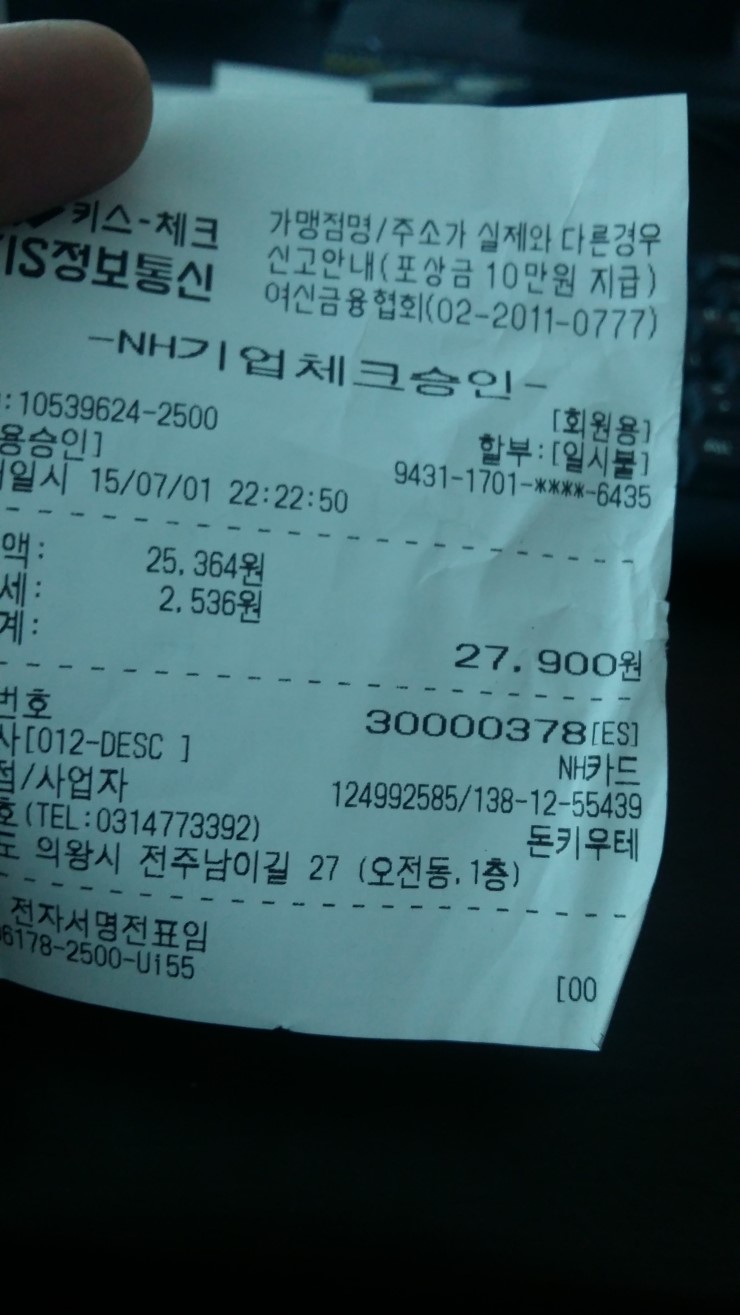 키스-체크
IS정보통신
가맹점명/주소가 실제와 다른경우
신고안내(포상금 10만원 지급)
여신금융협회(02-2011-0777)
-NH기업체크승인-
:10539624-2500
[회원용]
용승인]
할부:[일시불]
일시 15/07/01 22:22:50
9431-1701-****-6435
액: 25,364원
세: 2,536원
계: 27,900원
번호 30000378[ES]
사[012-DESC ] NH카드
점/사업자 124992585/138-12-55439
호(TEL:0314773392) 돈키우테
도 의왕시 전주남이길 27 (오전동,1층)
전자서명전표임
6178-2500-Ui55
[00